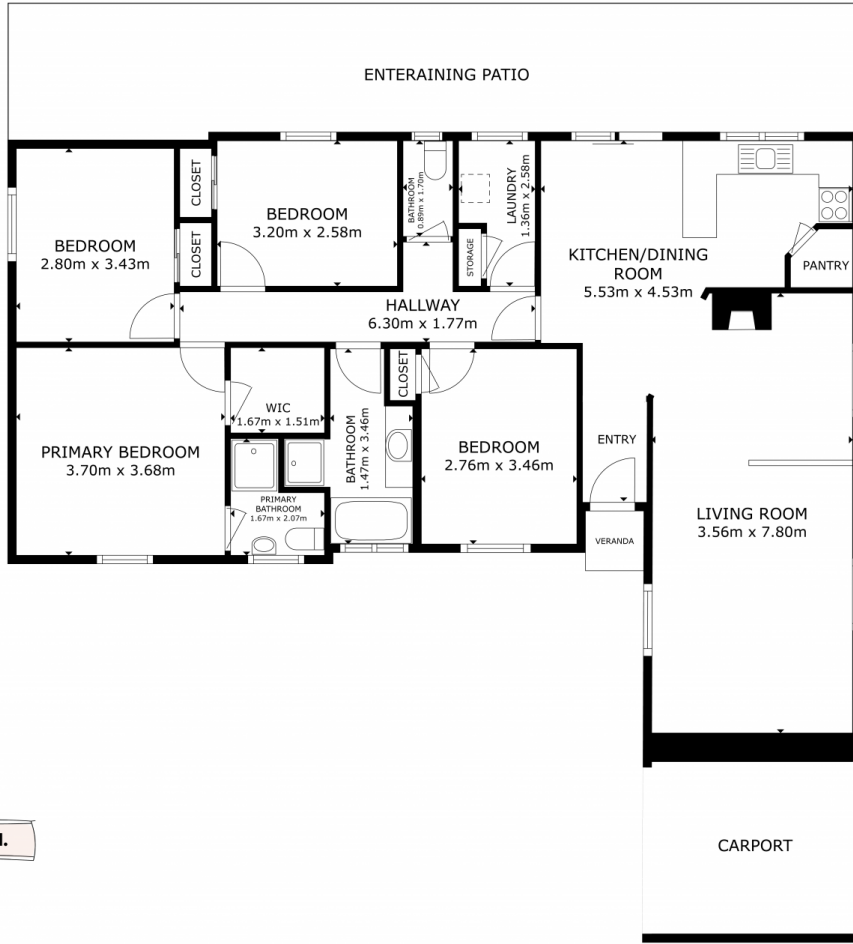 ENTERAINING PATIO
CLOSET
BEDROOM
3.20m x 2.58m
BATHROOM
0.89m x 1.70m
LAUNDRY
1.36m x 2.58m
BEDROOM
2.80m x 3.43m
CLOSET
STORAGE
KITCHEN/DINING
ROOM
5.53m x 4.53m
PANTRY
HALLWAY
6.30m x 1.77m
WIC
1.67m x 1.51m
CLOSET
PRIMARY BEDROOM
3.70m x 3.68m
BATHROOM
1.47m x 3.46m
BEDROOM
2.76m x 3.46m
ENTRY
PRIMARY
BATHROOM
1.67m x 2.07m
LIVING ROOM
3.56m x 7.80m
VERANDA
CARPORT